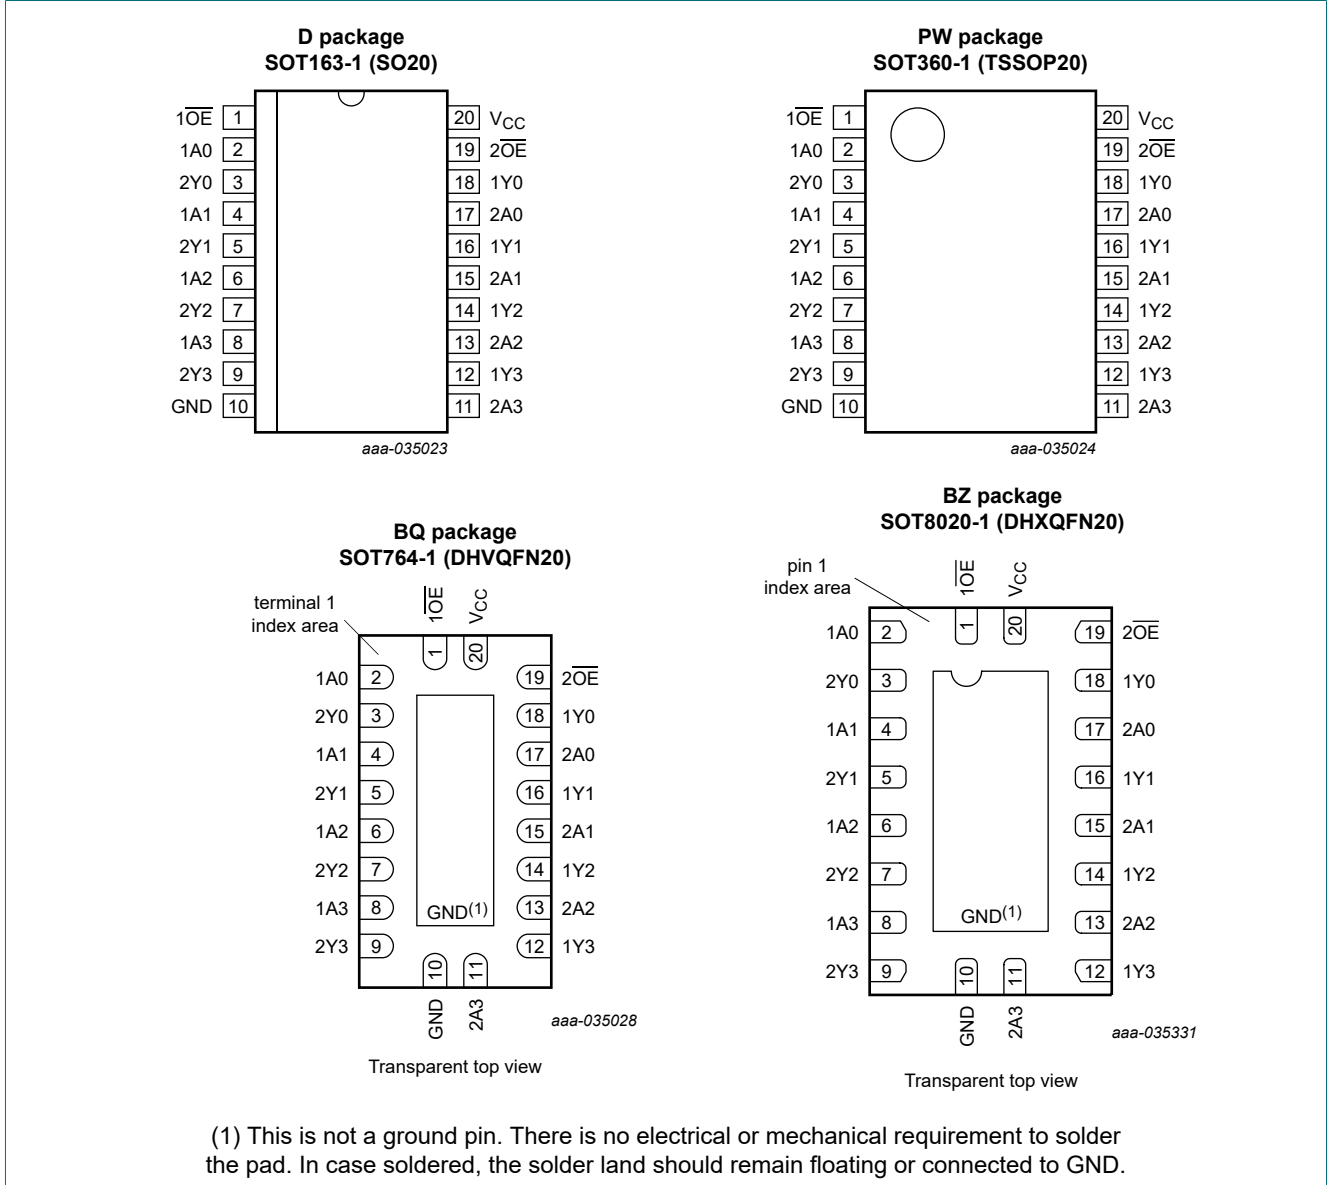 D package
SOT163-1 (SO20)
1O̅E̅ 1
20 VCC
1A0 2
19 2O̅E̅
2Y0 3
18 1Y0
1A1 4
17 2A0
2Y1 5
16 1Y1
1A2 6
15 2A1
2Y2 7
14 1Y2
1A3 8
13 2A2
2Y3 9
12 1Y3
GND 10
11 2A3
aaa-035023
PW package
SOT360-1 (TSSOP20)
1O̅E̅ 1
20 VCC
1A0 2
19 2O̅E̅
2Y0 3
18 1Y0
1A1 4
17 2A0
2Y1 5
16 1Y1
1A2 6
15 2A1
2Y2 7
14 1Y2
1A3 8
13 2A2
2Y3 9
12 1Y3
GND 10
11 2A3
aaa-035024
BQ package
SOT764-1 (DHVQFN20)
terminal 1
index area
1O̅E̅
VCC
1
20
1A0 2
19 2O̅E̅
2Y0 3
18 1Y0
1A1 4
17 2A0
2Y1 5
16 1Y1
1A2 6
15 2A1
2Y2 7
14 1Y2
1A3 8
13 2A2
GND(1)
2Y3 9
12 1Y3
10
11
GND
2A3
aaa-035028
Transparent top view
BZ package
SOT8020-1 (DHXQFN20)
pin 1
index area
1O̅E̅
VCC
1
20
1A0 2
19 2O̅E̅
2Y0 3
18 1Y0
1A1 4
17 2A0
2Y1 5
16 1Y1
1A2 6
15 2A1
2Y2 7
14 1Y2
1A3 8
13 2A2
GND(1)
2Y3 9
12 1Y3
10
11
GND
2A3
aaa-035331
Transparent top view
(1) This is not a ground pin. There is no electrical or mechanical requirement to solder
the pad. In case soldered, the solder land should remain floating or connected to GND.